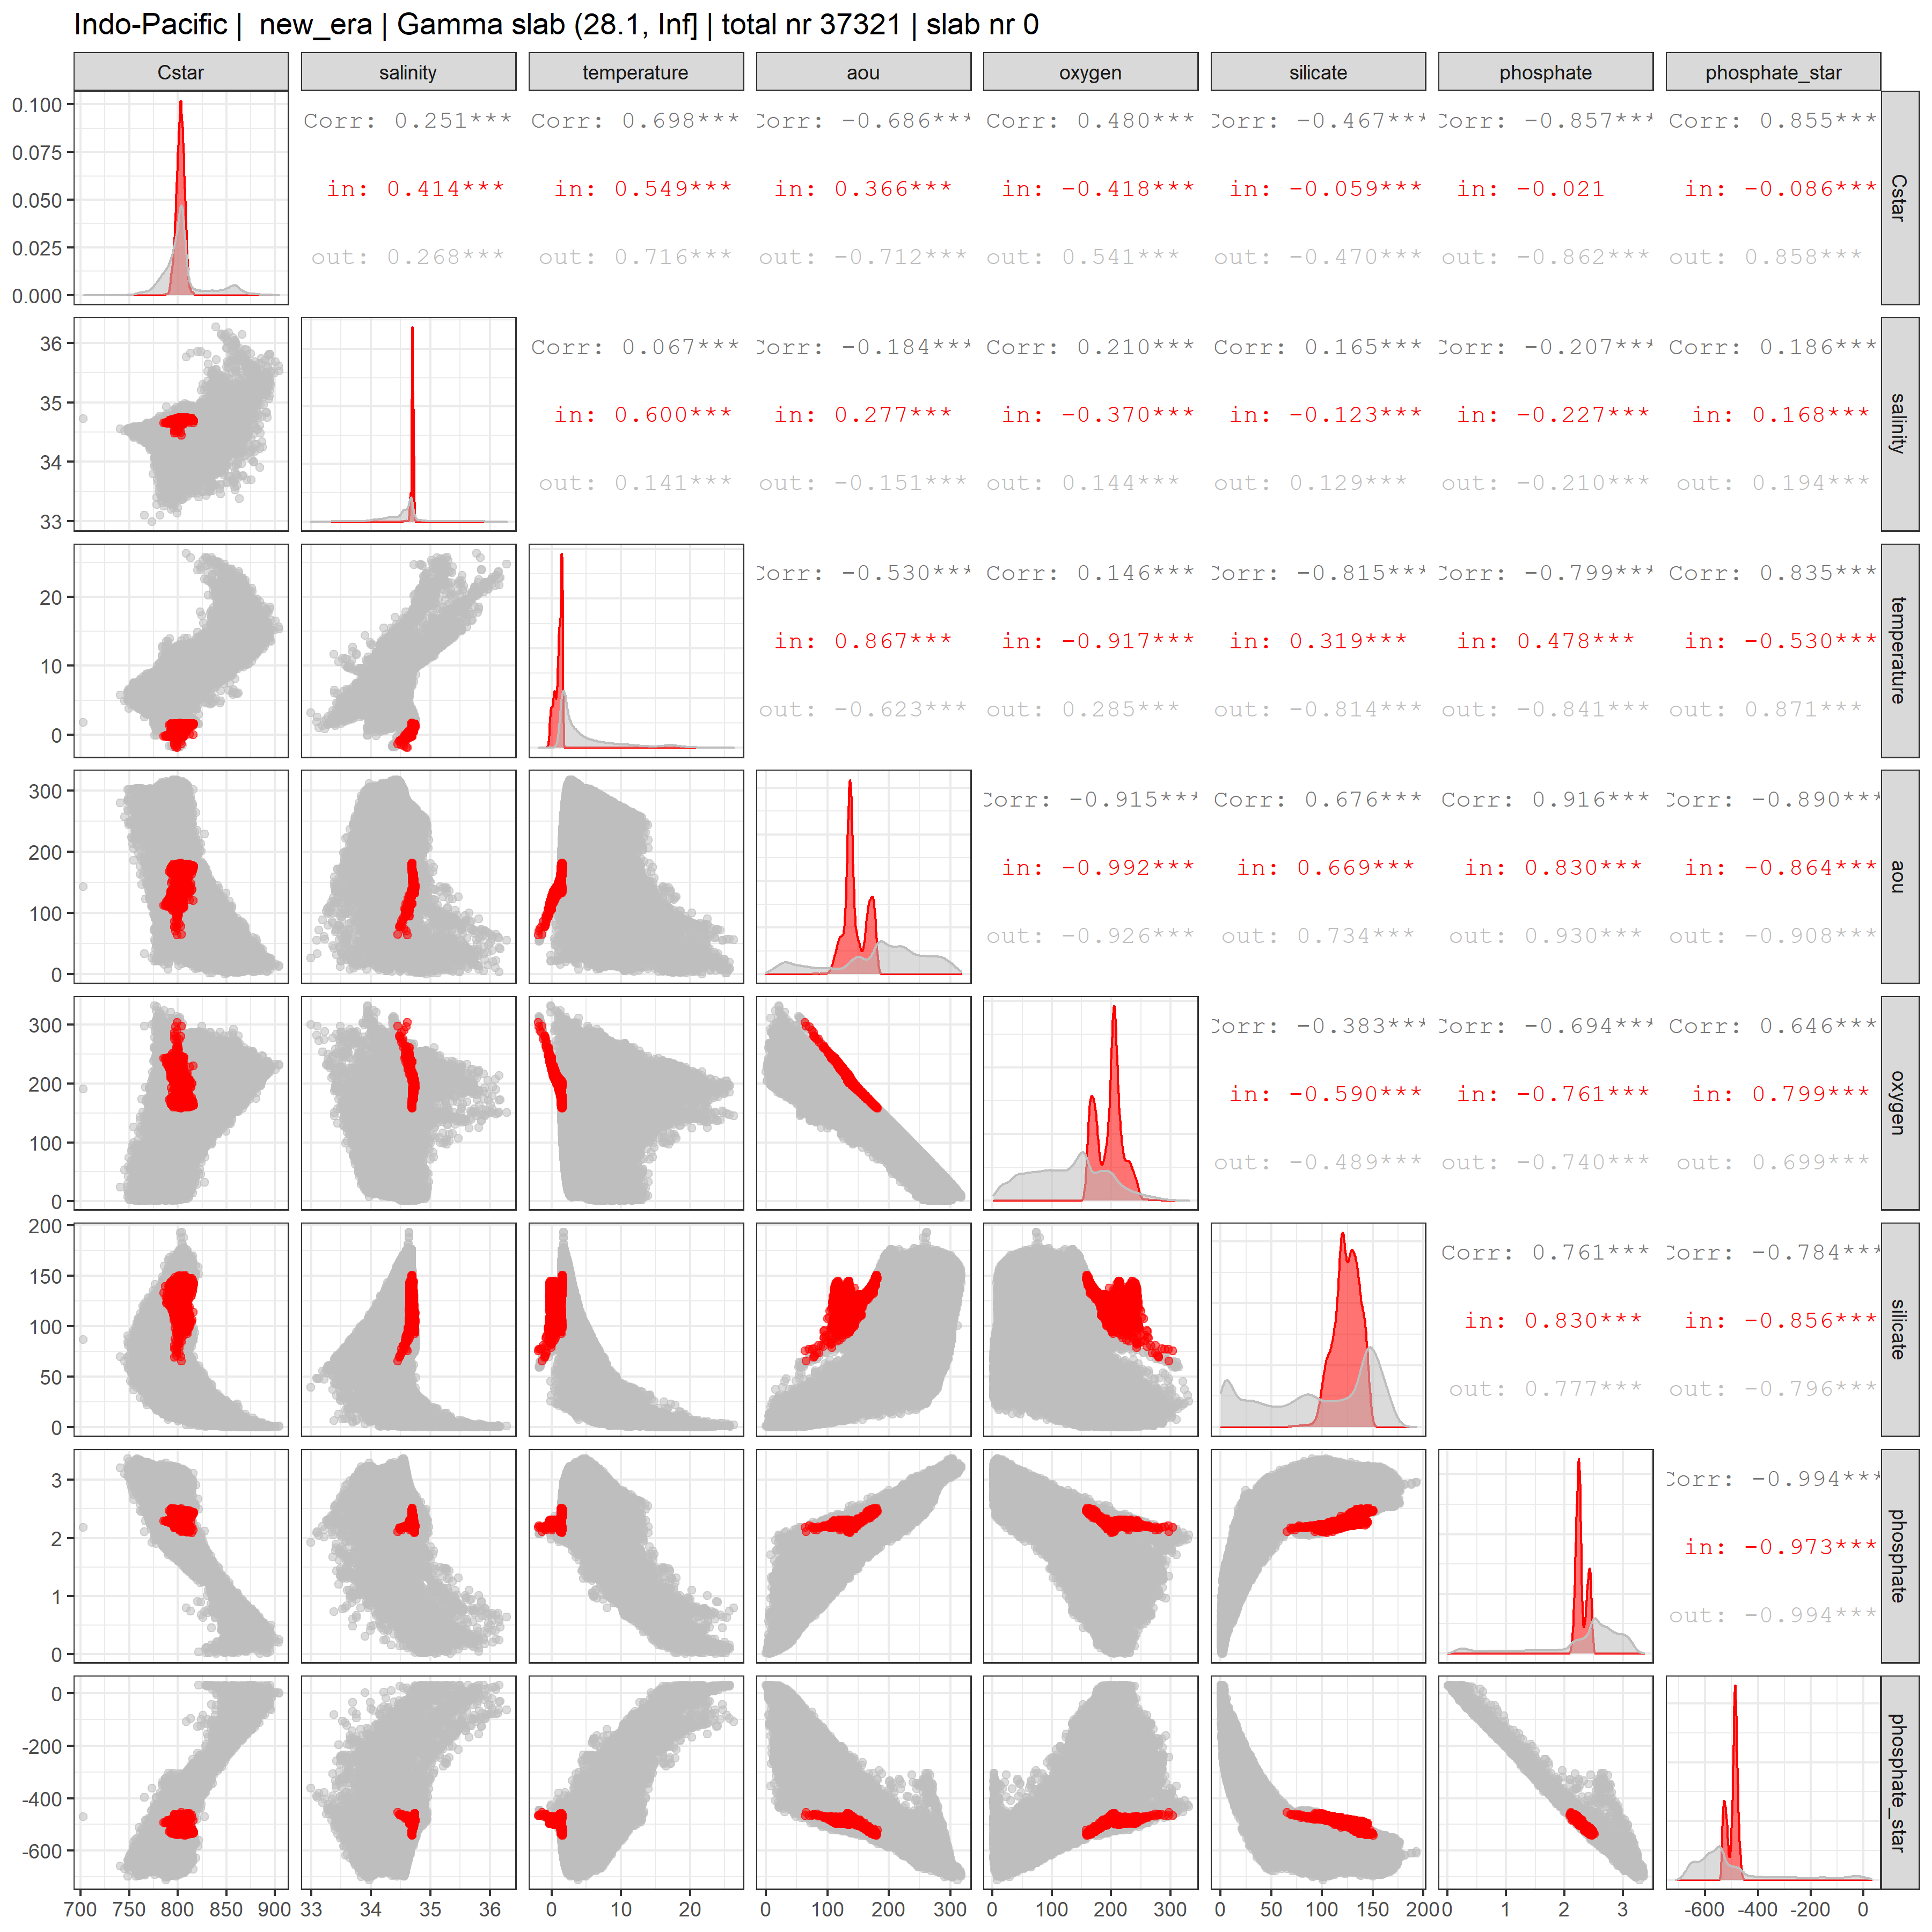 Indo-Pacific |  new_era | Gamma slab (28.1, Inf] | total nr 37321 | slab nr 0
Cstar salinity temperature aou oxygen silicate phosphate phosphate_star
0.100
Corr: 0.251*** Corr: 0.698*** Corr: -0.686*** Corr: 0.480*** Corr: -0.467*** Corr: -0.857*** Corr: 0.855***
0.075
in: 0.414*** in: 0.549*** in: 0.366*** in: -0.418*** in: -0.059*** in: -0.021 in: -0.086***
Cstar
0.050
0.025
out: 0.268*** out: 0.716*** out: -0.712*** out: 0.541*** out: -0.470*** out: -0.862*** out: 0.858***
0.000
36
Corr: 0.067*** Corr: -0.184*** Corr: 0.210*** Corr: 0.165*** Corr: -0.207*** Corr: 0.186***
35
in: 0.600*** in: 0.277*** in: -0.370*** in: -0.123*** in: -0.227*** in: 0.168***
salinity
34
out: 0.141*** out: -0.151*** out: 0.144*** out: 0.129*** out: -0.210*** out: 0.194***
33
Corr: -0.530*** Corr: 0.146*** Corr: -0.815*** Corr: -0.799*** Corr: 0.835***
20
in: 0.867*** in: -0.917*** in: 0.319*** in: 0.478*** in: -0.530***
temperature
10
out: -0.623*** out: 0.285*** out: -0.814*** out: -0.841*** out: 0.871***
0
300
Corr: -0.915*** Corr: 0.676*** Corr: 0.916*** Corr: -0.890***
200
in: -0.992*** in: 0.669*** in: 0.830*** in: -0.864***
aou
100
out: -0.926*** out: 0.734*** out: 0.930*** out: -0.908***
0
300
Corr: -0.383*** Corr: -0.694*** Corr: 0.646***
200
in: -0.590*** in: -0.761*** in: 0.799***
oxygen
100
out: -0.489*** out: -0.740*** out: 0.699***
0
200
Corr: 0.761*** Corr: -0.784***
150
in: 0.830*** in: -0.856***
silicate
100
50
out: 0.777*** out: -0.796***
0
3
Corr: -0.994***
2
in: -0.973***
phosphate
1
out: -0.994***
0
0
-200
phosphate_star
-400
-600
700 750 800 850 900 33 34 35 36 0 10 20 0 100 200 300 0 100 200 300 0 50 100 150 200 0 1 2 3 -600 -400 -200 0